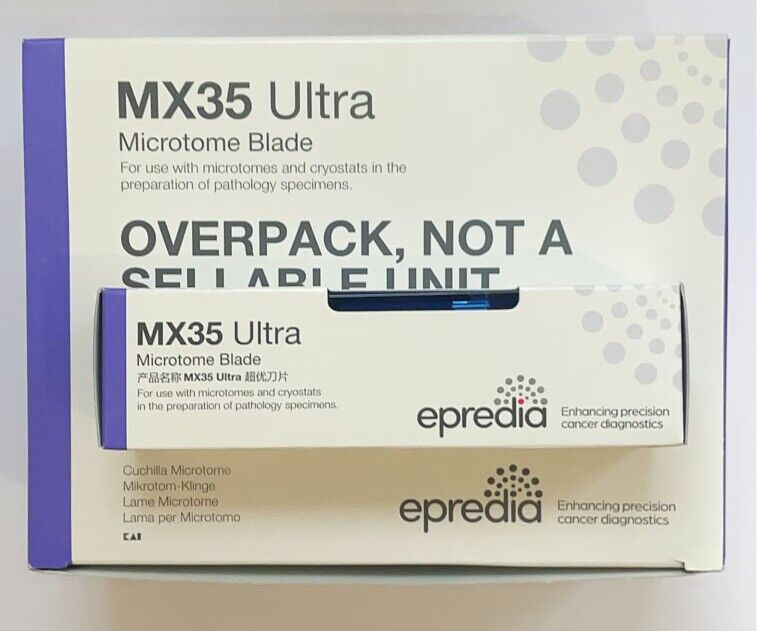 MX35 Ultra
Microtome Blade
For use with microtomes and cryostats in the
preparation of pathology specimens.
OVERPACK, NOT A
SELLABLE UNIT
MX35 Ultra
Microtome Blade
产品名称 MX35 Ultra 超优刀片
For use with microtomes and cryostats
in the preparation of pathology specimens.
epredia
Enhancing precision
cancer diagnostics
Cuchilla Microtome
Mikrotom-Klinge
Lame Microtome
Lama per Microtomo
KAI
epredia
Enhancing precision
cancer diagnostics